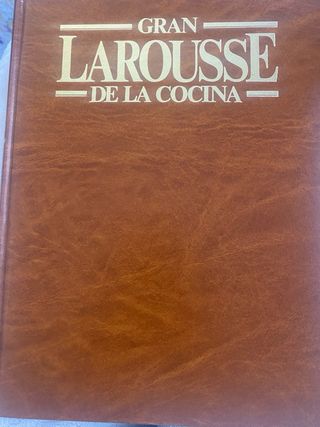 GRAN
LAROUSSE
DE LA COCINA